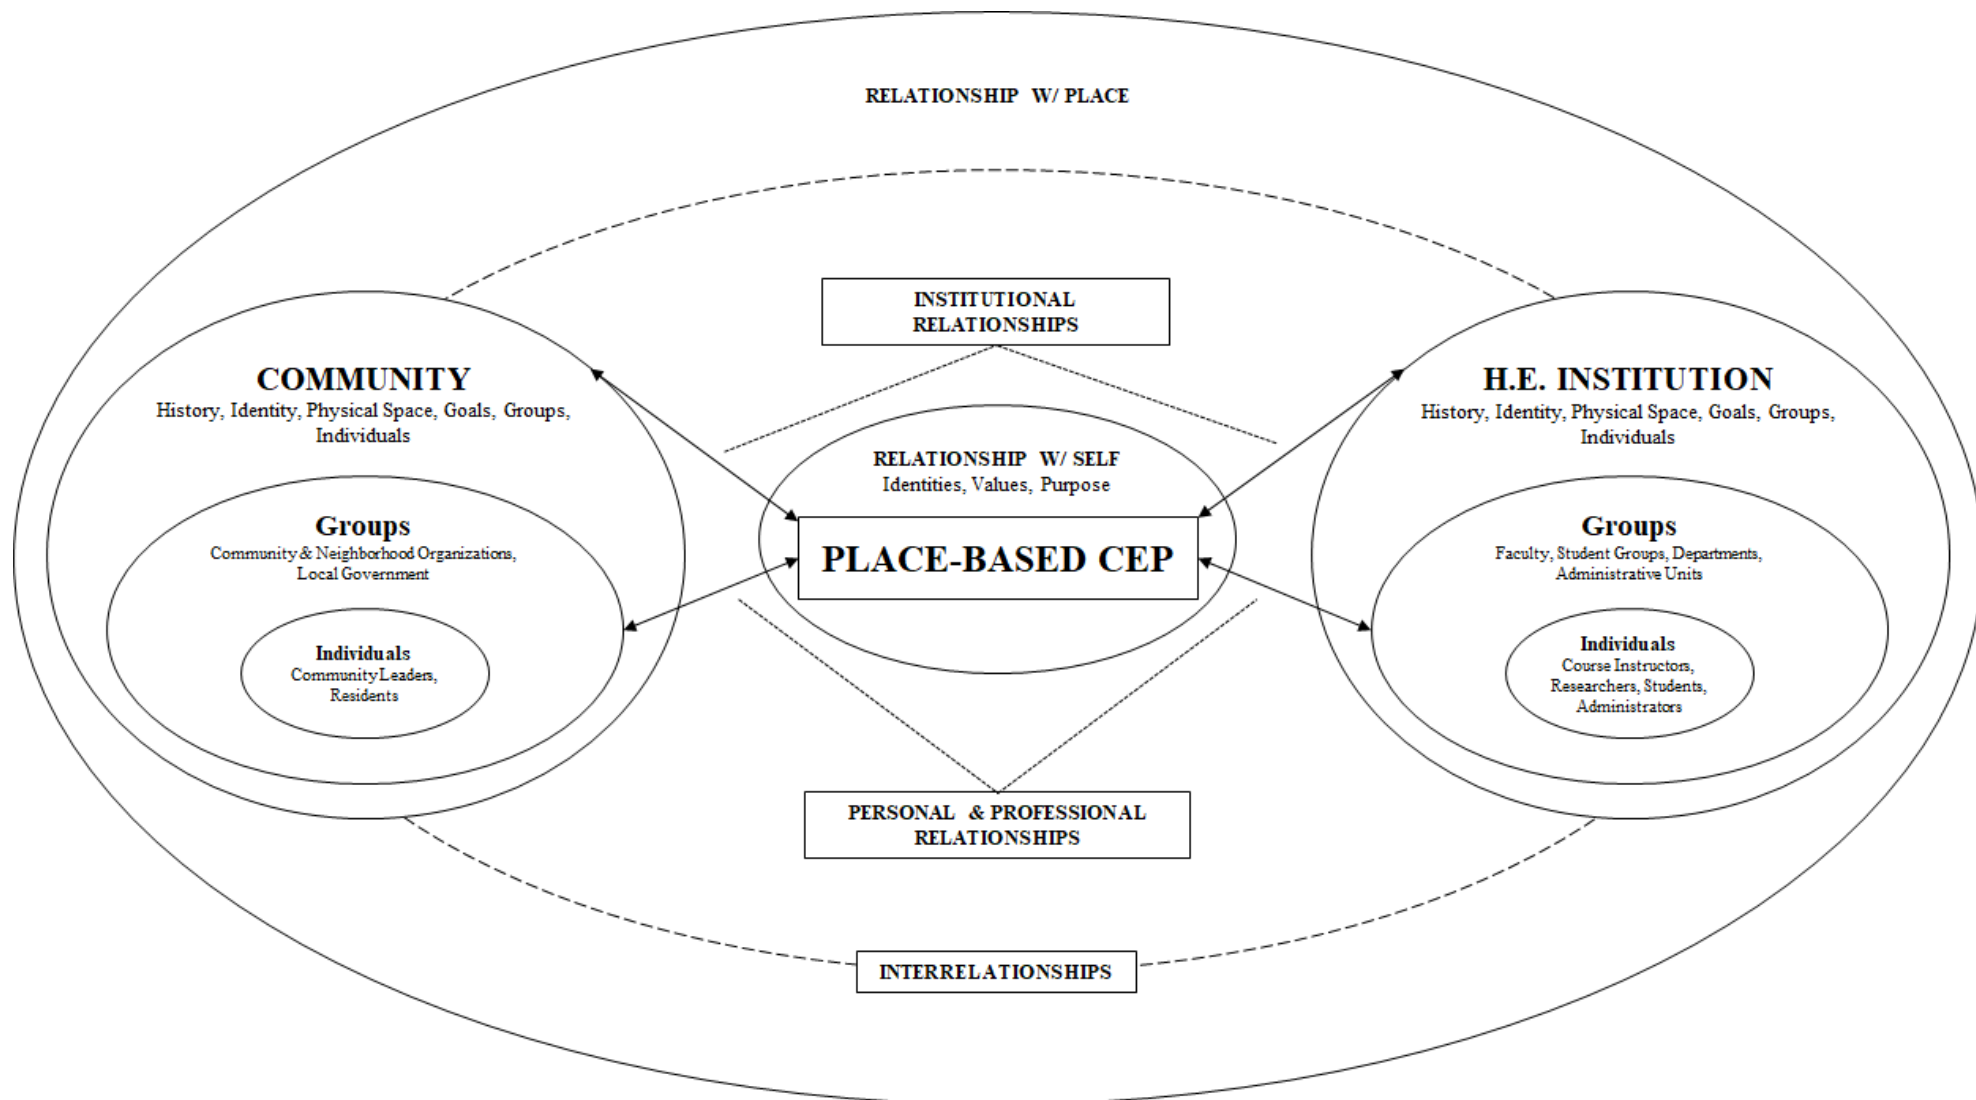 RELATIONSHIP W/ PLACE
INSTITUTIONAL
RELATIONSHIPS
COMMUNITY
History, Identity, Physical Space, Goals, Groups,
Individuals
Groups
Community & Neighborhood Organizations,
Local Government
Individuals
Community Leaders,
Residents
RELATIONSHIP W/ SELF
Identities, Values, Purpose
PLACE-BASED CEP
H.E. INSTITUTION
History, Identity, Physical Space, Goals, Groups,
Individuals
Groups
Faculty, Student Groups, Departments,
Administrative Units
Individuals
Course Instructors,
Researchers, Students,
Administrators
PERSONAL & PROFESSIONAL
RELATIONSHIPS
INTERRELATIONSHIPS